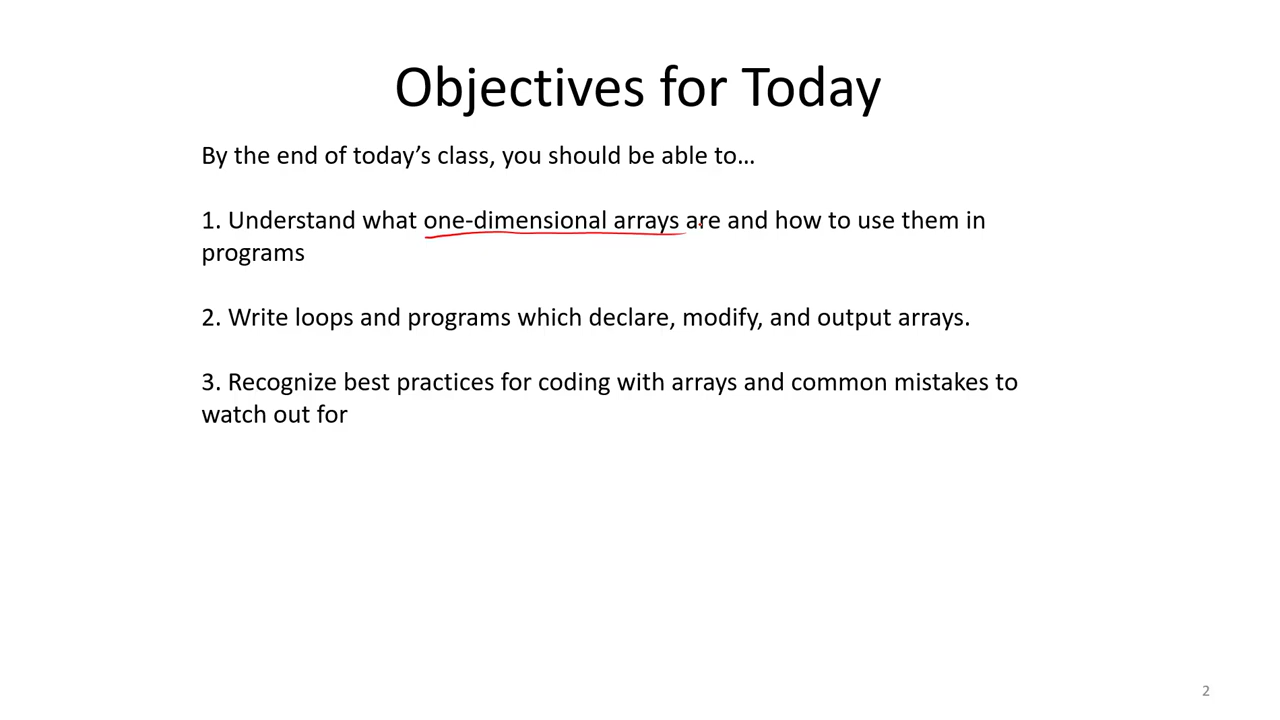 Objectives for Today
By the end of today’s class, you should be able to…
1. Understand what one-dimensional arrays are and how to use them in
programs
2. Write loops and programs which declare, modify, and output arrays.
3. Recognize best practices for coding with arrays and common mistakes to
watch out for
2